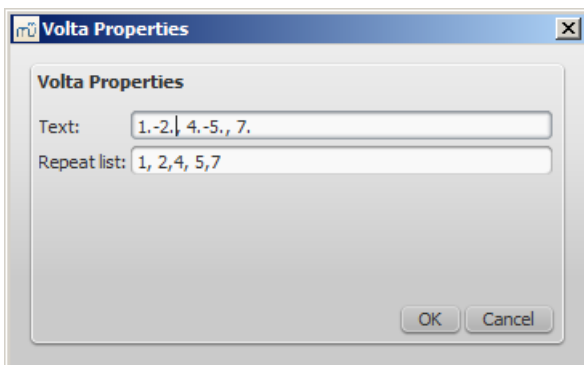 mü Volta Properties
Volta Properties
Text: 1.-2., 4.-5., 7.
Repeat list: 1, 2,4, 5,7
OK Cancel